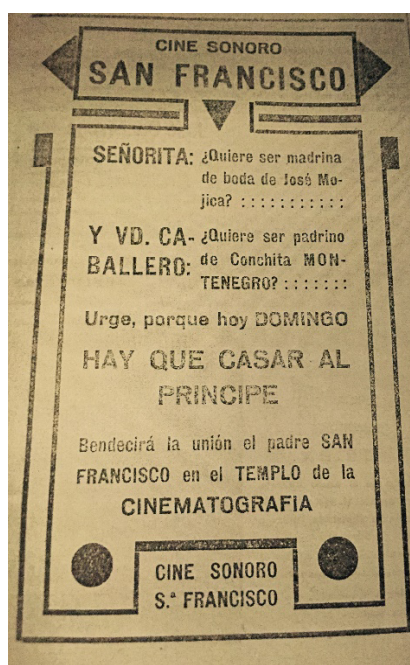 CINE SONORO
SAN FRANCISCO
SEÑORITA: ¿Quiere ser madrina
de boda de José Mo-
jica? : : : : : : : : : : :
Y VD. CA- ¿Quiere ser padrino
BALLERO: de Conchita MON-
TENEGRO? : : : : : : :
Urge, porque hoy DOMINGO
HAY QUE CASAR AL
PRINCIPE
Bendecirá la unión el padre SAN
FRANCISCO en el TEMPLO de la
CINEMATOGRAFIA
CINE SONORO
S.ª FRANCISCO